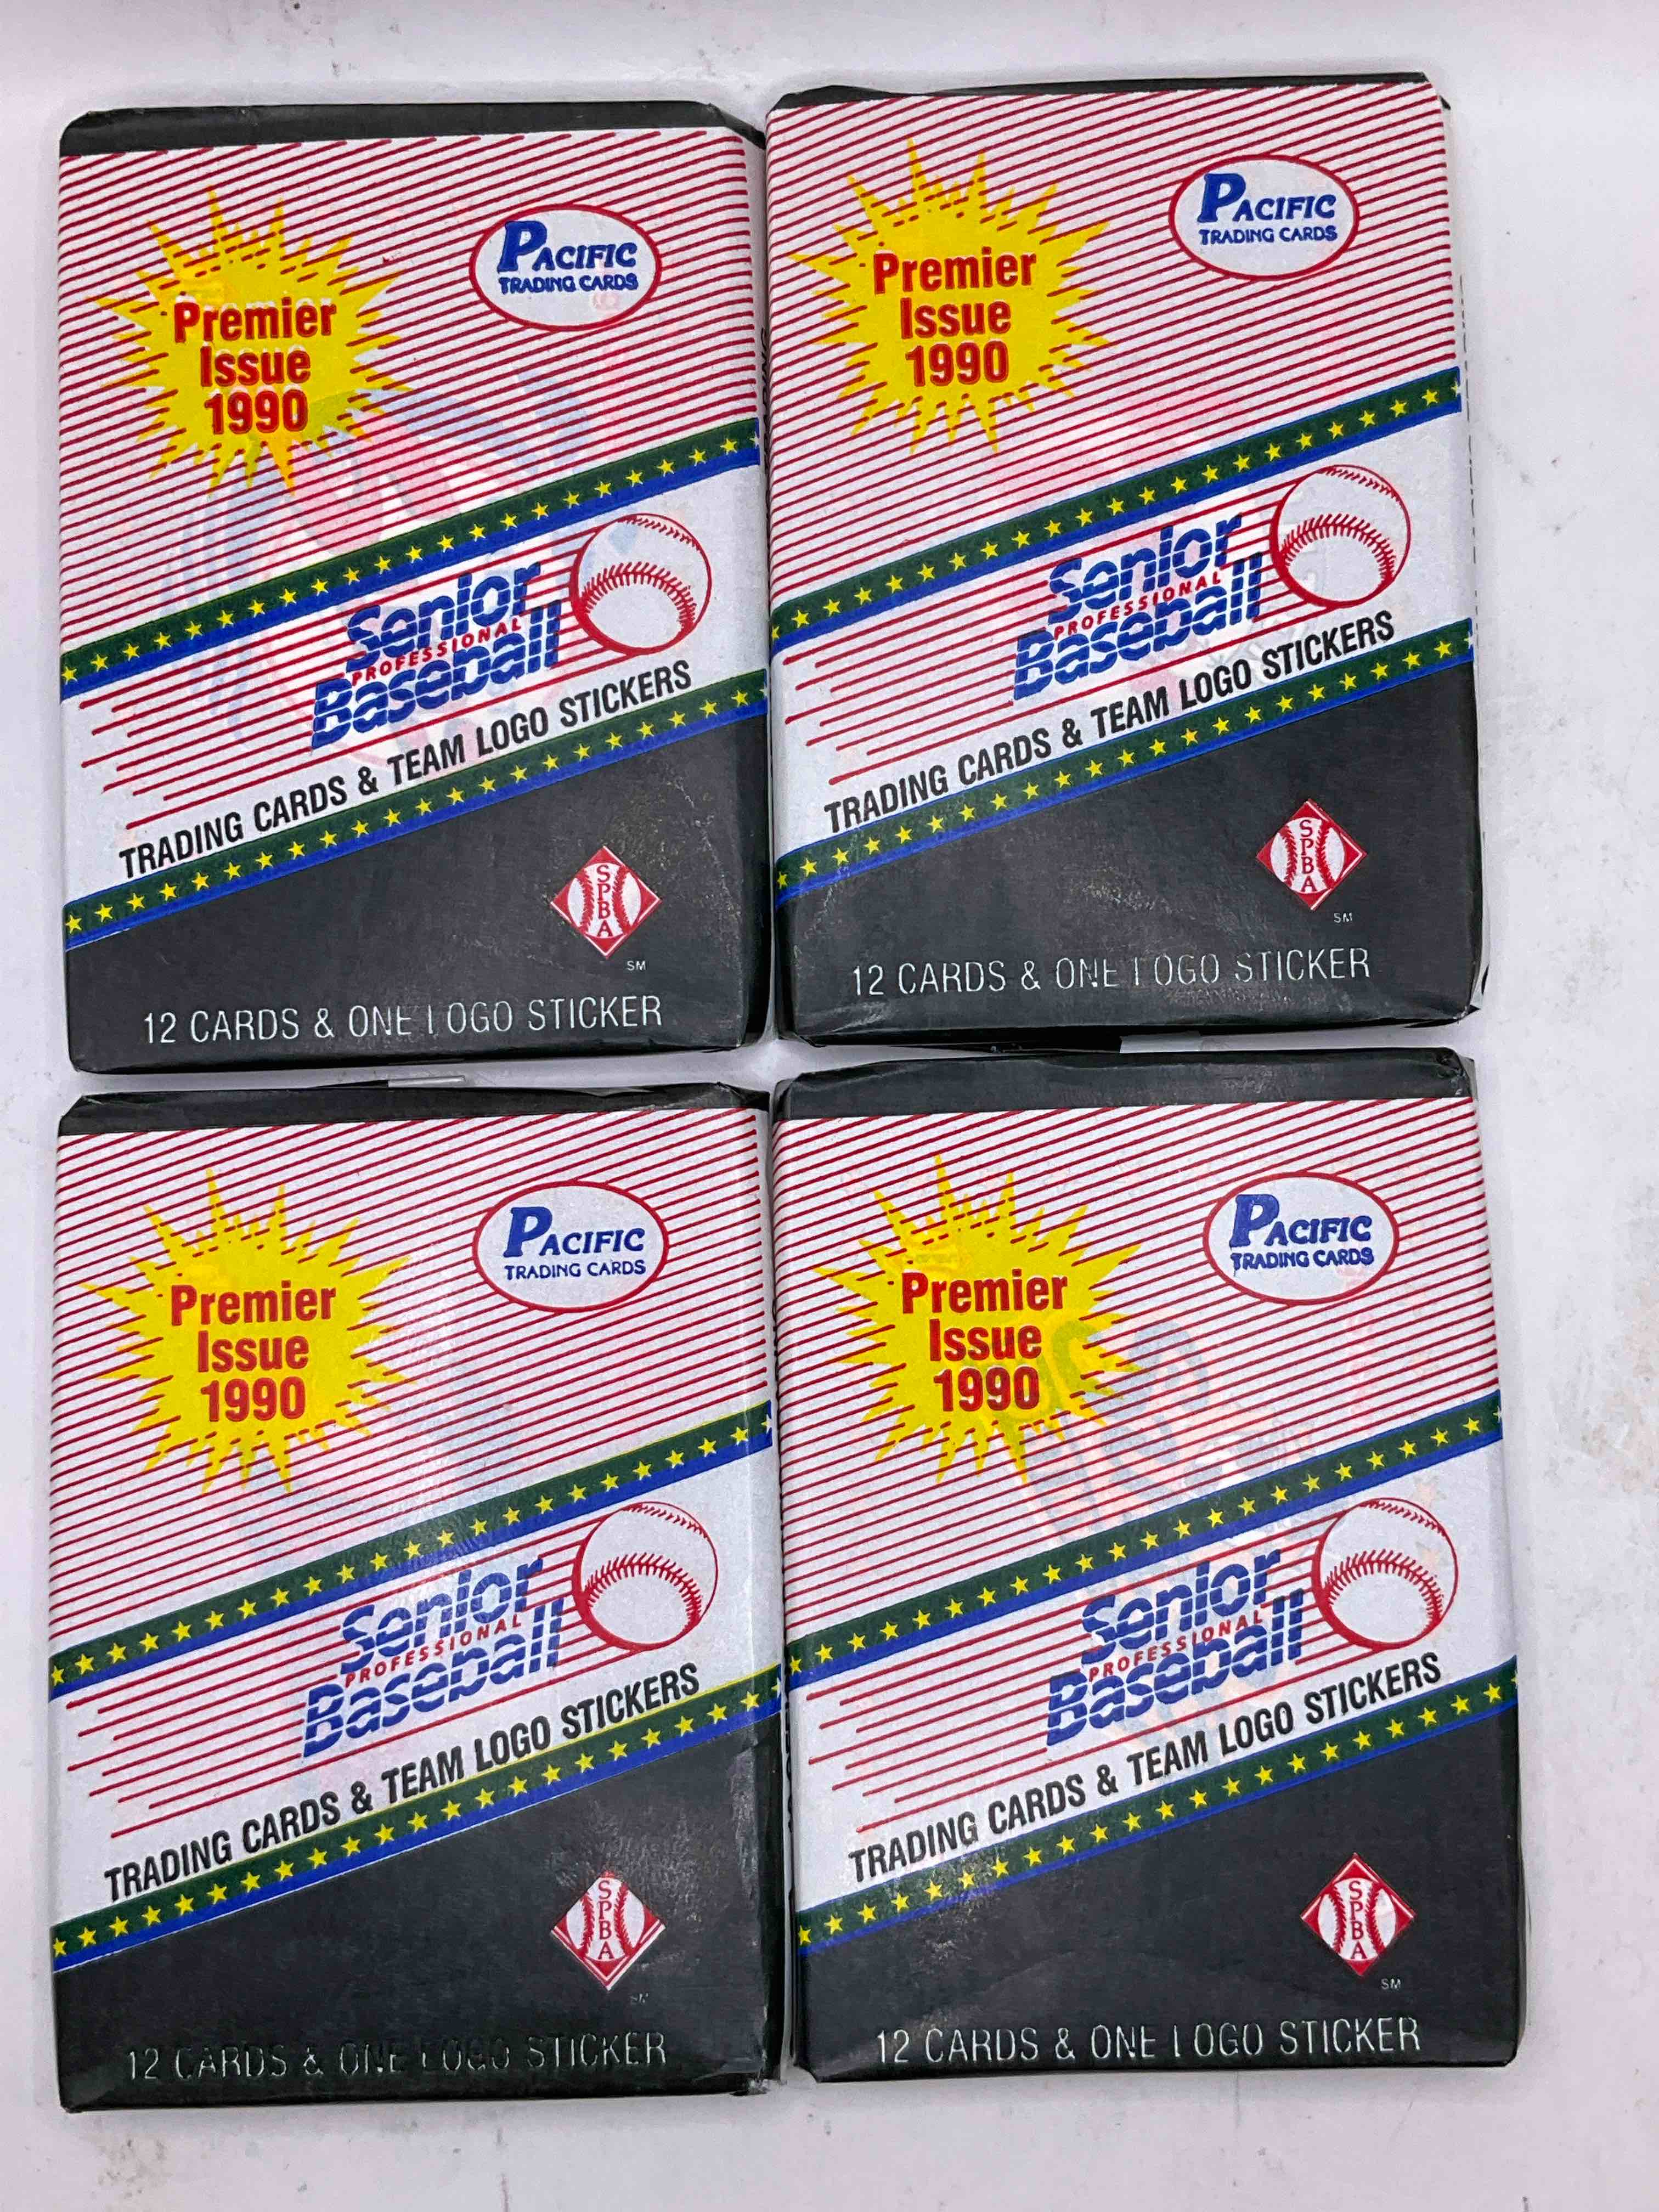 Premier
Issue
1990
PACIFIC
TRADING CARDS
Senior
PROFESSIONAL
Baseball
TRADING CARDS & TEAM LOGO STICKERS
SPBA
SM
12 CARDS & ONE LOGO STICKER
Premier
Issue
1990
PACIFIC
TRADING CARDS
Senior
PROFESSIONAL
Baseball
TRADING CARDS & TEAM LOGO STICKERS
SPBA
SM
12 CARDS & ONE LOGO STICKER
Premier
Issue
1990
PACIFIC
TRADING CARDS
Senior
PROFESSIONAL
Baseball
TRADING CARDS & TEAM LOGO STICKERS
SPBA
SM
12 CARDS & ONE LOGO STICKER
Premier
Issue
1990
PACIFIC
TRADING CARDS
Senior
PROFESSIONAL
Baseball
TRADING CARDS & TEAM LOGO STICKERS
SPBA
SM
12 CARDS & ONE LOGO STICKER